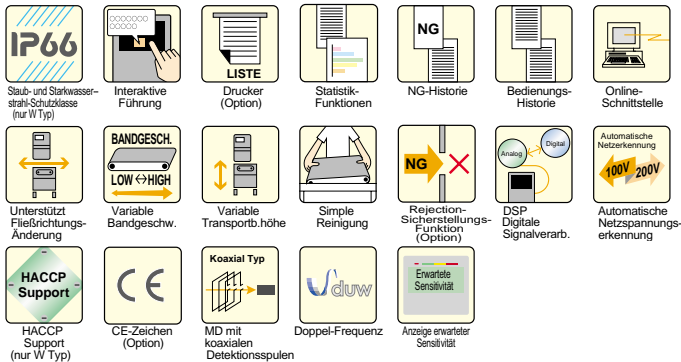 IP66
Staub- und Starkwasser–
strahl-Schutzklasse
(nur W Typ)
Interaktive
Führung
LISTE
Drucker
(Option)
Statistik-
Funktionen
NG
NG-Historie
Bedienungs-
Historie
Online-
Schnittstelle
Unterstützt
Fließrichtungs-
Änderung
BANDGESCH.
LOW⇔HIGH
Variable
Bandgeschw.
Variable
Transportb.höhe
Simple
Reinigung
NG
Rejection-
Sicherstellungs-
Funktion
(Option)
Analog
Digital
DSP
Digitale
Signalverarb.
Automatische
Netzerkennung
100V 200V
Automatische
Netzspannungs-
erkennung
HACCP
Support
HACCP
Support
(nur W Typ)
CE
CE-Zeichen
(Option)
Koaxial Typ
MD mit
koaxialen
Detektionsspulen
duw
Doppel-Frequenz
Erwartete
Sensitivität
Anzeige erwarteter
Sensitivität